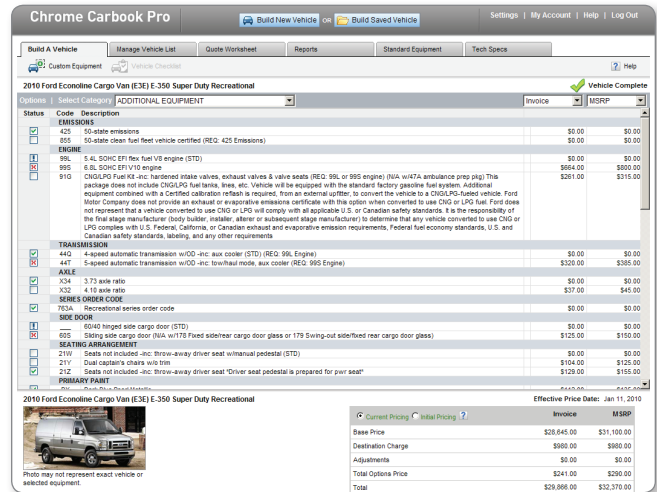 Chrome Carbook Pro
Build New Vehicle OR Build Saved Vehicle
Settings | My Account | Help | Log Out
Build A Vehicle Manage Vehicle List Quote Worksheet Reports Standard Equipment Tech Specs
Custom Equipment Vehicle Checklist ? Help
2010 Ford Econoline Cargo Van (E3E) E-350 Super Duty Recreational Vehicle Complete
Options | Select Category ADDITIONAL EQUIPMENT Invoice MSRP
Status Code Description
EMISSIONS
425 50-state emissions $0.00 $0.00
855 50-state clean fuel fleet vehicle certified (REQ: 425 Emissions) $0.00 $0.00
ENGINE
99L 5.4L SOHC EFI flex fuel V8 engine (STD) $0.00 $0.00
99S 6.8L SOHC EFI V10 engine $664.00 $800.00
91G CNG/LPG Fuel Kit -inc: hardened intake valves, exhaust valves & valve seats (REQ: 99L or 99S engine) (N/A w/47A ambulance prep pkg) This $261.00 $315.00
package does not include CNG/LPG fuel tanks, lines, etc. Vehicle will be equipped with the standard factory gasoline fuel system. Additional
equipment combined with a Certified calibration reflash is required, from an external upfitter, to convert the vehicle to a CNG/LPG-fueled vehicle. Ford
Motor Company does not provide an exhaust or evaporative emissions certificate with this option when converted to use CNG or LPG fuel. Ford does
not represent that a vehicle converted to use CNG or LPG will comply with all applicable U.S. or Canadian safety standards. It is the responsibility of
the final stage manufacturer (body builder, installer, alterer or subsequent stage manufacturer) to determine that any vehicle converted to use CNG or
LPG complies with U.S. Federal, California, or Canadian exhaust and evaporative emission requirements, Federal fuel economy standards, U.S. and
Canadian safety standards, labeling, and any other requirements
TRANSMISSION
44Q 4-speed automatic transmission w/OD -inc: aux cooler (STD) (REQ: 99L Engine) $0.00 $0.00
44T 5-speed automatic transmission w/OD -inc: tow/haul mode, aux cooler (REQ: 99S Engine) $320.00 $385.00
AXLE
X34 3.73 axle ratio $0.00 $0.00
X32 4.10 axle ratio $37.00 $45.00
SERIES ORDER CODE
763A Recreational series order code $0.00 $0.00
SIDE DOOR
___ 60/40 hinged side cargo door (STD) $0.00 $0.00
60S Sliding side cargo door (N/A w/178 Fixed side/rear cargo door glass or 179 Swing-out side/fixed rear cargo door glass) $125.00 $150.00
SEATING ARRANGEMENT
21W Seats not included -inc: throw-away driver seat w/manual pedestal (STD) $0.00 $0.00
21Y Dual captain's chairs w/o trim $104.00 $125.00
21Z Seats not included -inc: throw-away driver seat *Driver seat pedestal is prepared for pwr seat* $129.00 $155.00
PRIMARY PAINT
2010 Ford Econoline Cargo Van (E3E) E-350 Super Duty Recreational Effective Price Date: Jan 11, 2010
Current Pricing Initial Pricing ? Invoice MSRP
Base Price $28,645.00 $31,100.00
Destination Charge $980.00 $980.00
Adjustments $0.00 $0.00
Total Options Price $241.00 $290.00
Total $29,866.00 $32,370.00
Photo may not represent exact vehicle or
selected equipment.